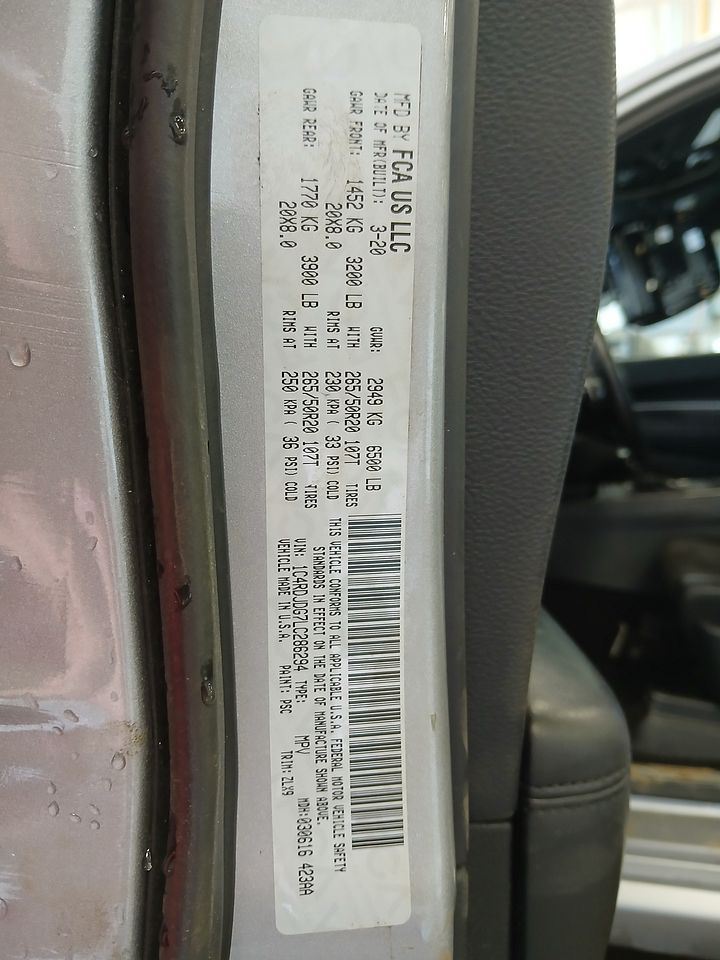 MFD BY FCA US LLC
DATE OF MFR(BUILT): 3-20 GVWR: 2949 KG 6500 LB
GAWR FRONT: 1452 KG 3200 LB WITH 265/50R20 107T TIRES
20X8.0 RIMS AT 230 KPA ( 33 PSI) COLD
GAWR REAR: 1770 KG 3900 LB WITH 265/50R20 107T TIRES
20X8.0 RIMS AT 250 KPA ( 36 PSI) COLD
THIS VEHICLE CONFORMS TO ALL APPLICABLE U.S.A. FEDERAL MOTOR VEHICLE SAFETY
STANDARDS IN EFFECT ON THE DATE OF MANUFACTURE SHOWN ABOVE.
VIN: 1C4RDJDG7LC286294 TYPE: MPV MDH:030616 423AA
VEHICLE MADE IN U.S.A. PAINT: PSC TRIM: ZLX9